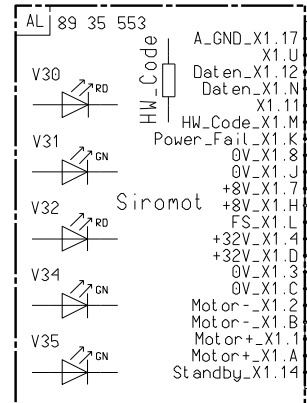 AL 89 35 553
HW_Code
V30
RD
V31
GN
V32
RD
V34
GN
V35
GN
Siromot
A_GND_X1.17
X1.U
Daten_X1.12
Daten_X1.N
X1.11
HW_Code_X1.M
Power_Fail_X1.K
0V_X1.8
0V_X1.J
+8V_X1.7
+8V_X1.H
FS_X1.L
+32V_X1.4
+32V_X1.D
0V_X1.3
0V_X1.C
Motor-_X1.2
Motor-_X1.B
Motor+_X1.1
Motor+_X1.A
Standby_X1.14